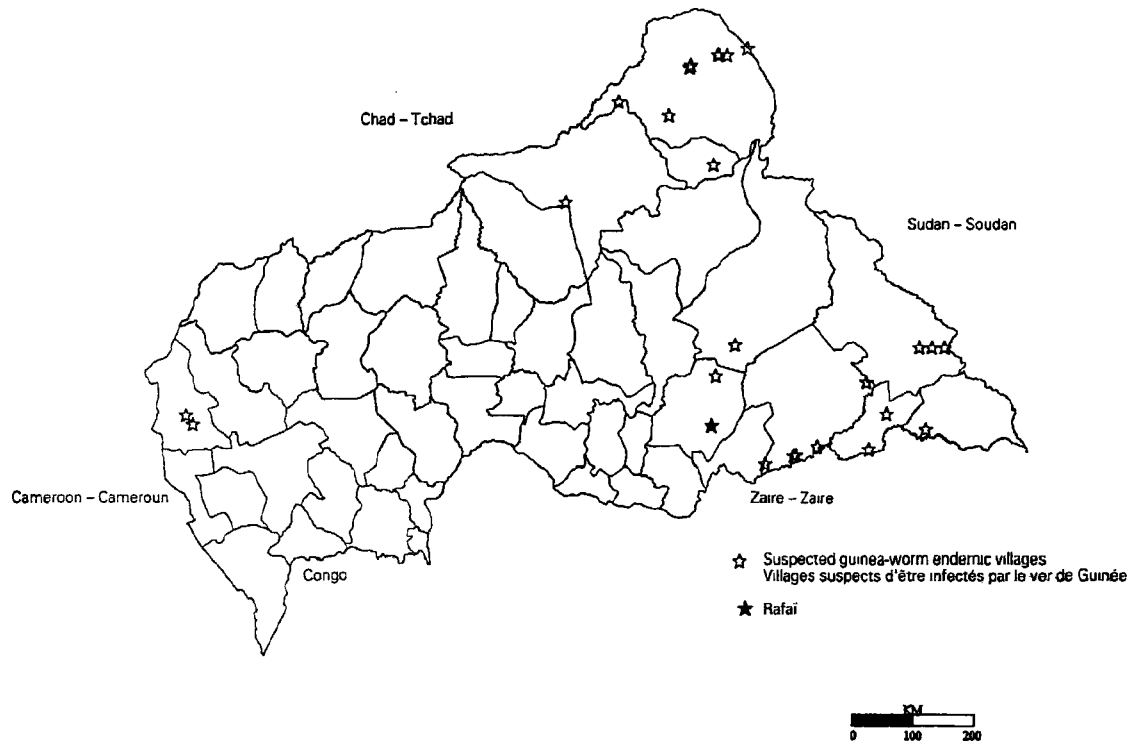 Chad – Tchad
Sudan – Soudan
Cameroon – Cameroun
Zaire – Zaïre
Congo
Suspected guinea-worm endemic villages
Villages suspects d'être infectés par le ver de Guinée
Rafaï
KM
0 100 200